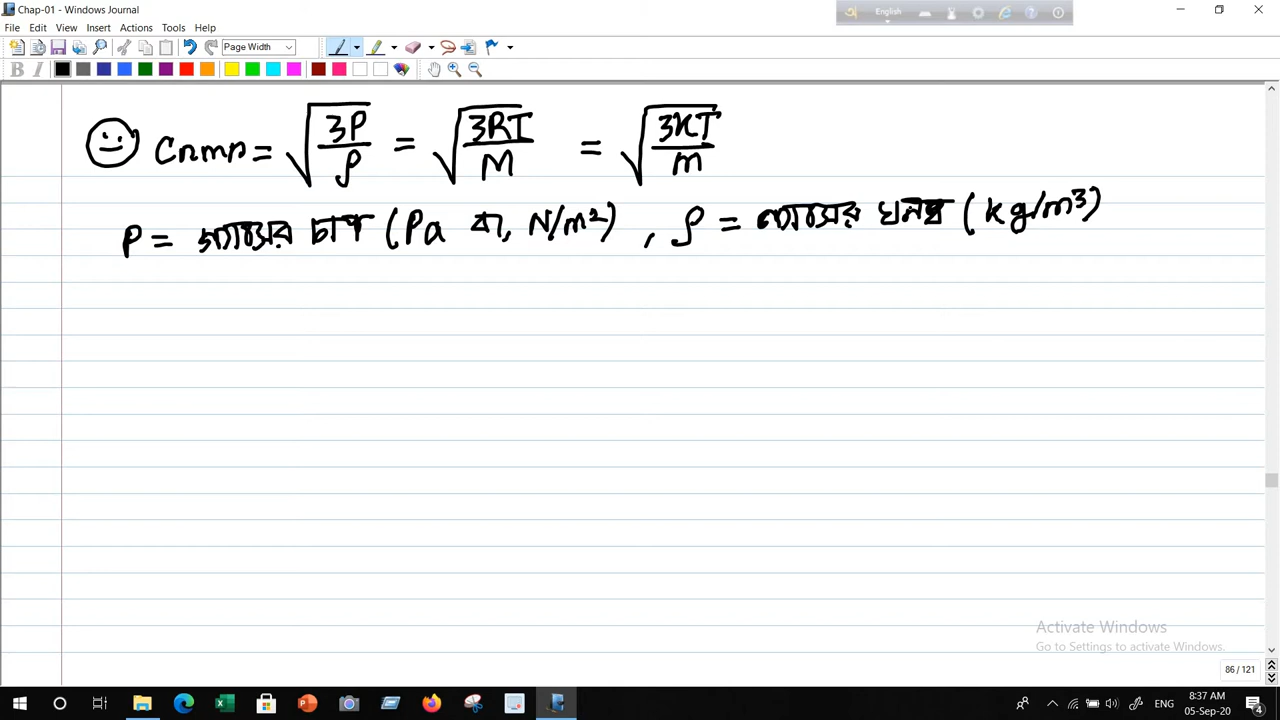 Chap-01 - Windows Journal
English
File Edit View Insert Actions Tools Help
Page Width
B I
Crms = √(3P/ρ) = √(3RT/M) = √(3KT/m)
P = গ্যাসের চাপ (Pa বা, N/m²), ρ = গ্যাসের ঘনত্ব (kg/m³)
Activate Windows
Go to Settings to activate Windows.
86/121
ENG
8:37 AM
05-Sep-20
4